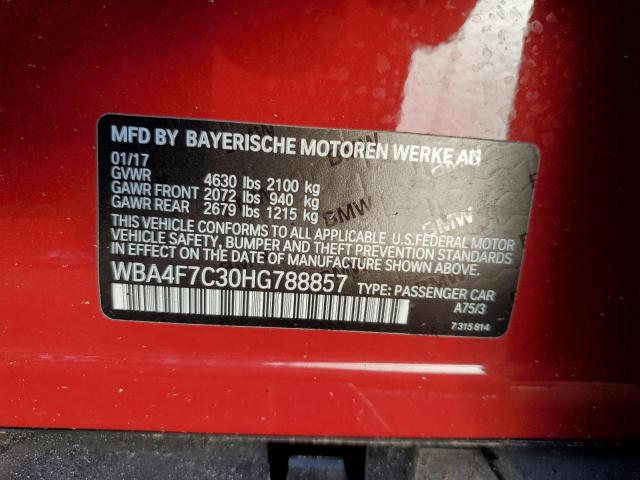 MFD BY BAYERISCHE MOTOREN WERKE AG
01/17
GVWR 4630 lbs 2100 kg
GAWR FRONT 2072 lbs 940 kg
GAWR REAR 2679 lbs 1215 kg
THIS VEHICLE CONFORMS TO ALL APPLICABLE U.S.FEDERAL MOTOR
VEHICLE SAFETY, BUMPER AND THEFT PREVENTION STANDARDS
IN EFFECT ON THE DATE OF MANUFACTURE SHOWN ABOVE.
WBA4F7C30HG788857 TYPE: PASSENGER CAR
A75/3
7 315 814
BMW
BMW
BMW